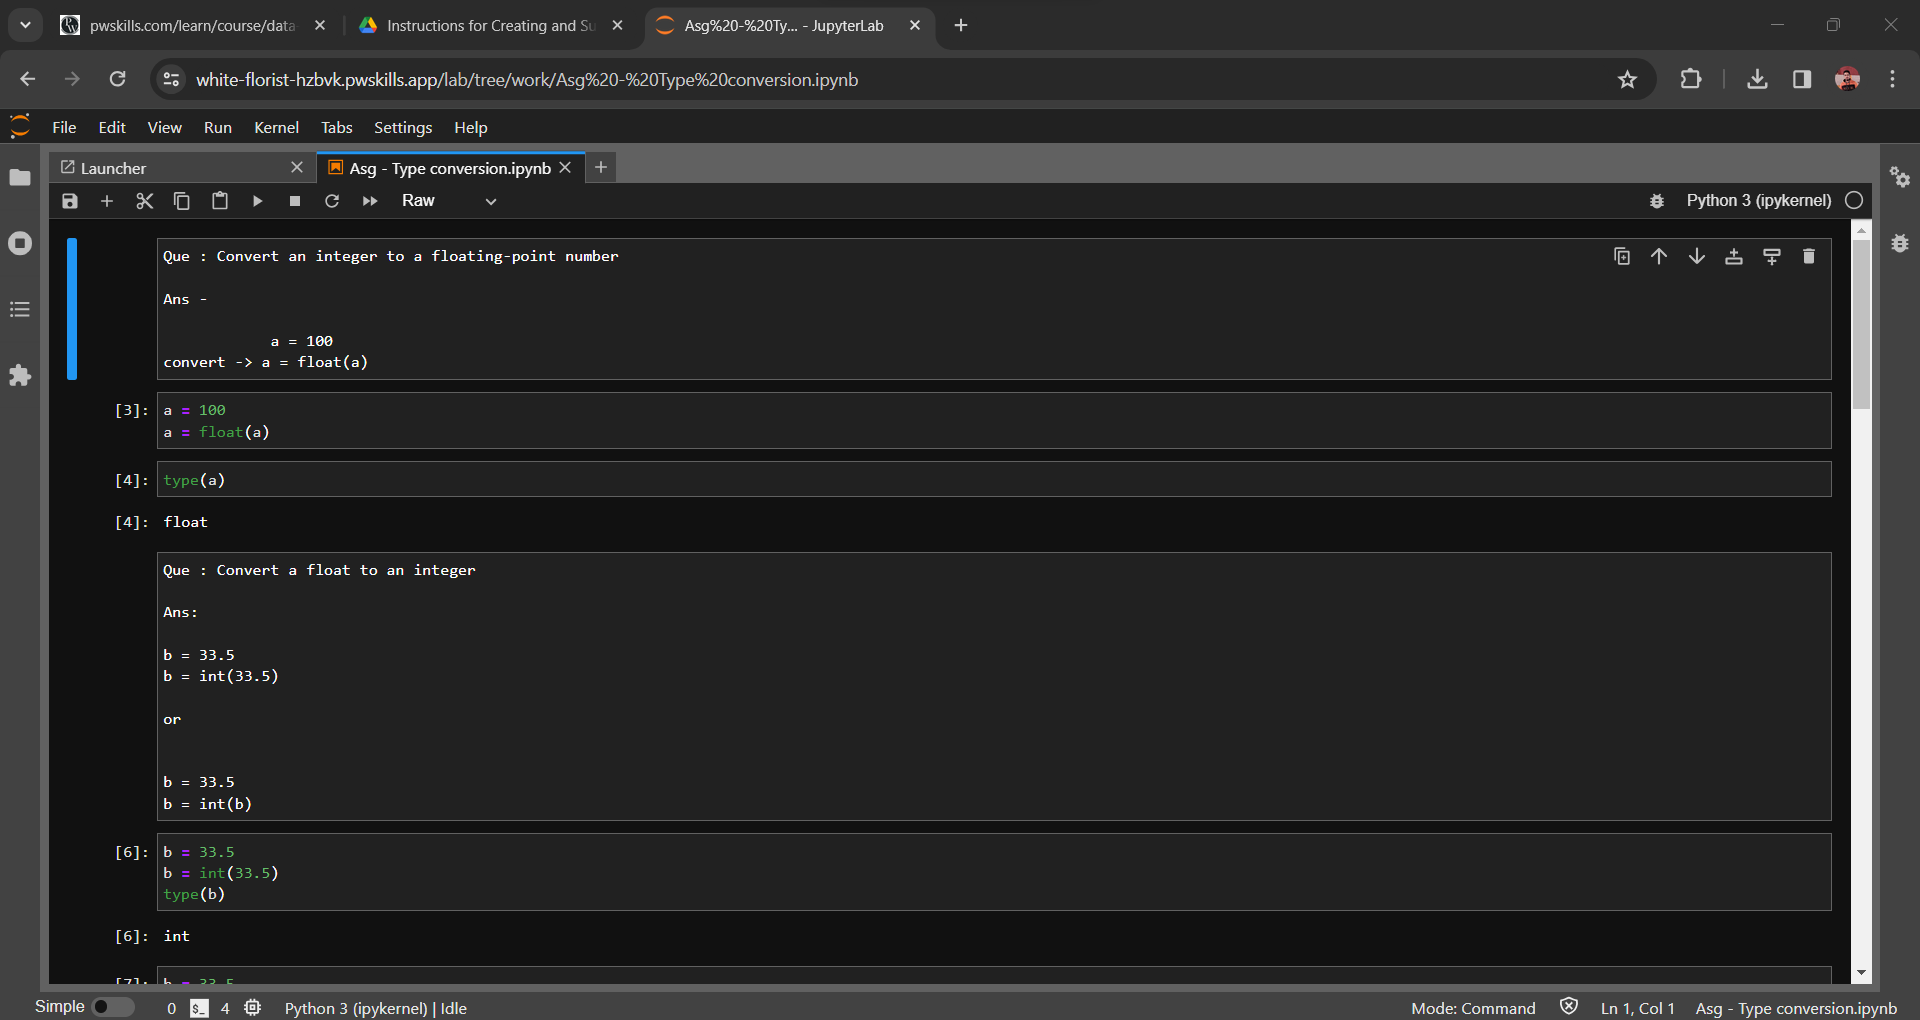 pwskills.com/learn/course/data-
Instructions for Creating and Su
Asg%20-%20Ty... - JupyterLab
white-florist-hzbvk.pwskills.app/lab/tree/work/Asg%20-%20Type%20conversion.ipynb
File Edit View Run Kernel Tabs Settings Help
Launcher
Asg - Type conversion.ipynb
Raw
Python 3 (ipykernel)
Que : Convert an integer to a floating-point number
Ans -
a = 100
convert -> a = float(a)
[3]: a = 100
a = float(a)
[4]: type(a)
[4]: float
Que : Convert a float to an integer
Ans:
b = 33.5
b = int(33.5)
or
b = 33.5
b = int(b)
[6]: b = 33.5
b = int(33.5)
type(b)
[6]: int
[7]: b = 33.5
Simple 0 $_ 4 Python 3 (ipykernel) | Idle
Mode: Command Ln 1, Col 1 Asg - Type conversion.ipynb